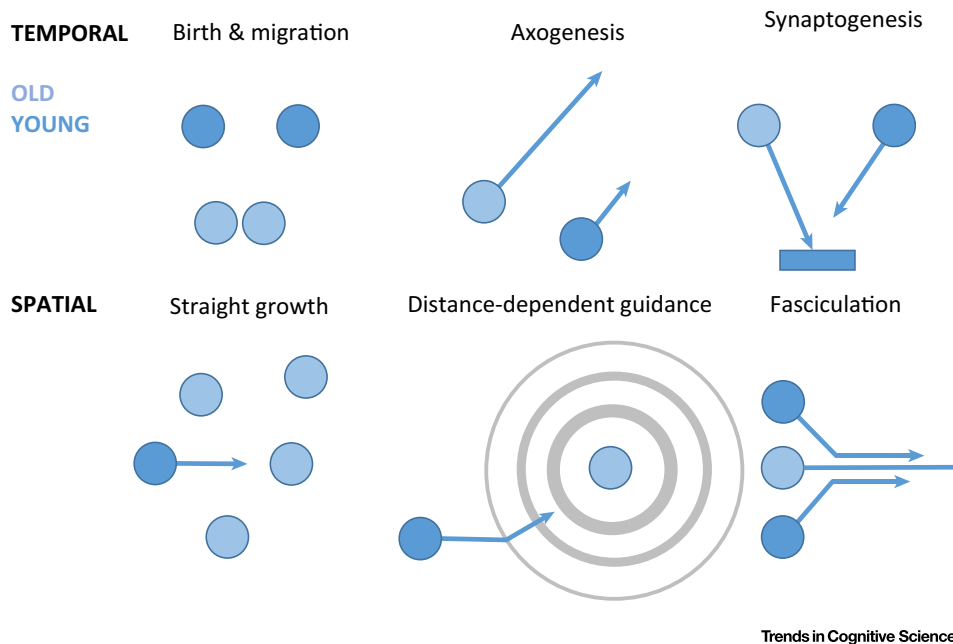 TEMPORAL
Birth & migration
Axogenesis
Synaptogenesis
OLD
YOUNG
SPATIAL
Straight growth
Distance-dependent guidance
Fasciculation
Trends in Cognitive Science